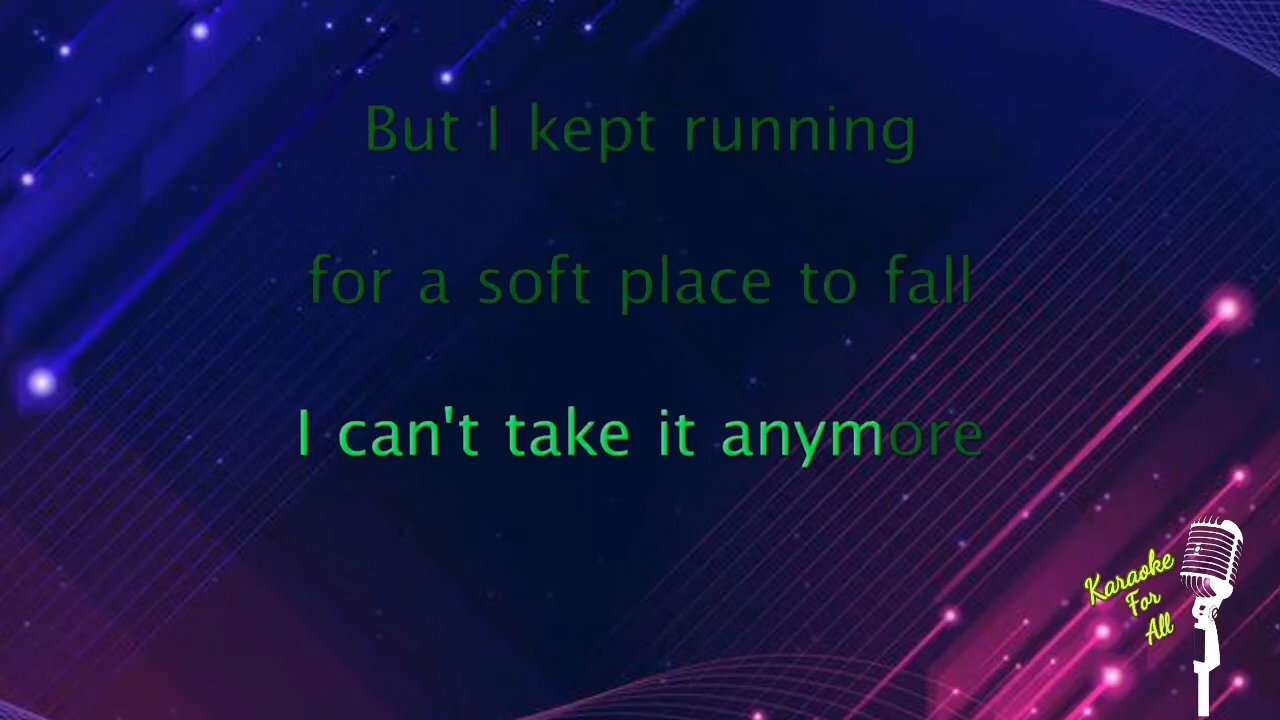 But I kept running
for a soft place to fall
I can't take it anymore
Karaoke
For
All